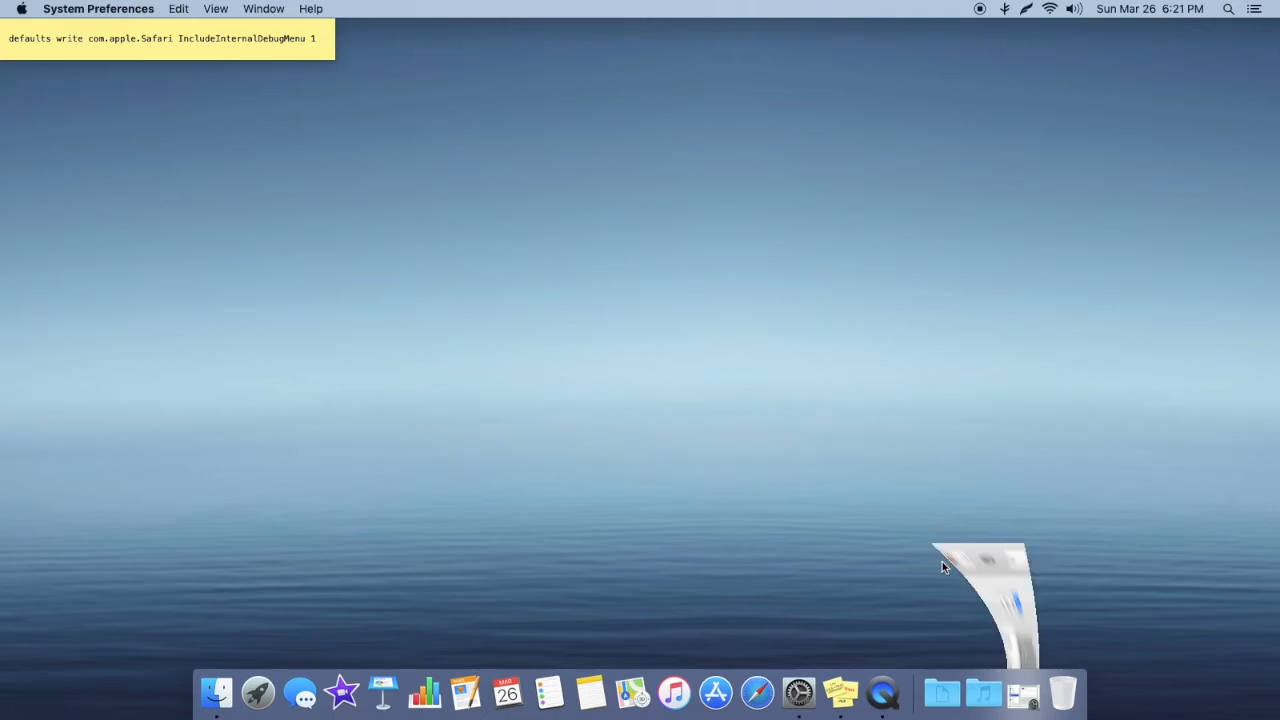 System Preferences Edit View Window Help Sun Mar 26 6:21 PM
defaults write com.apple.Safari IncludeInternalDebugMenu 1
MAR
26